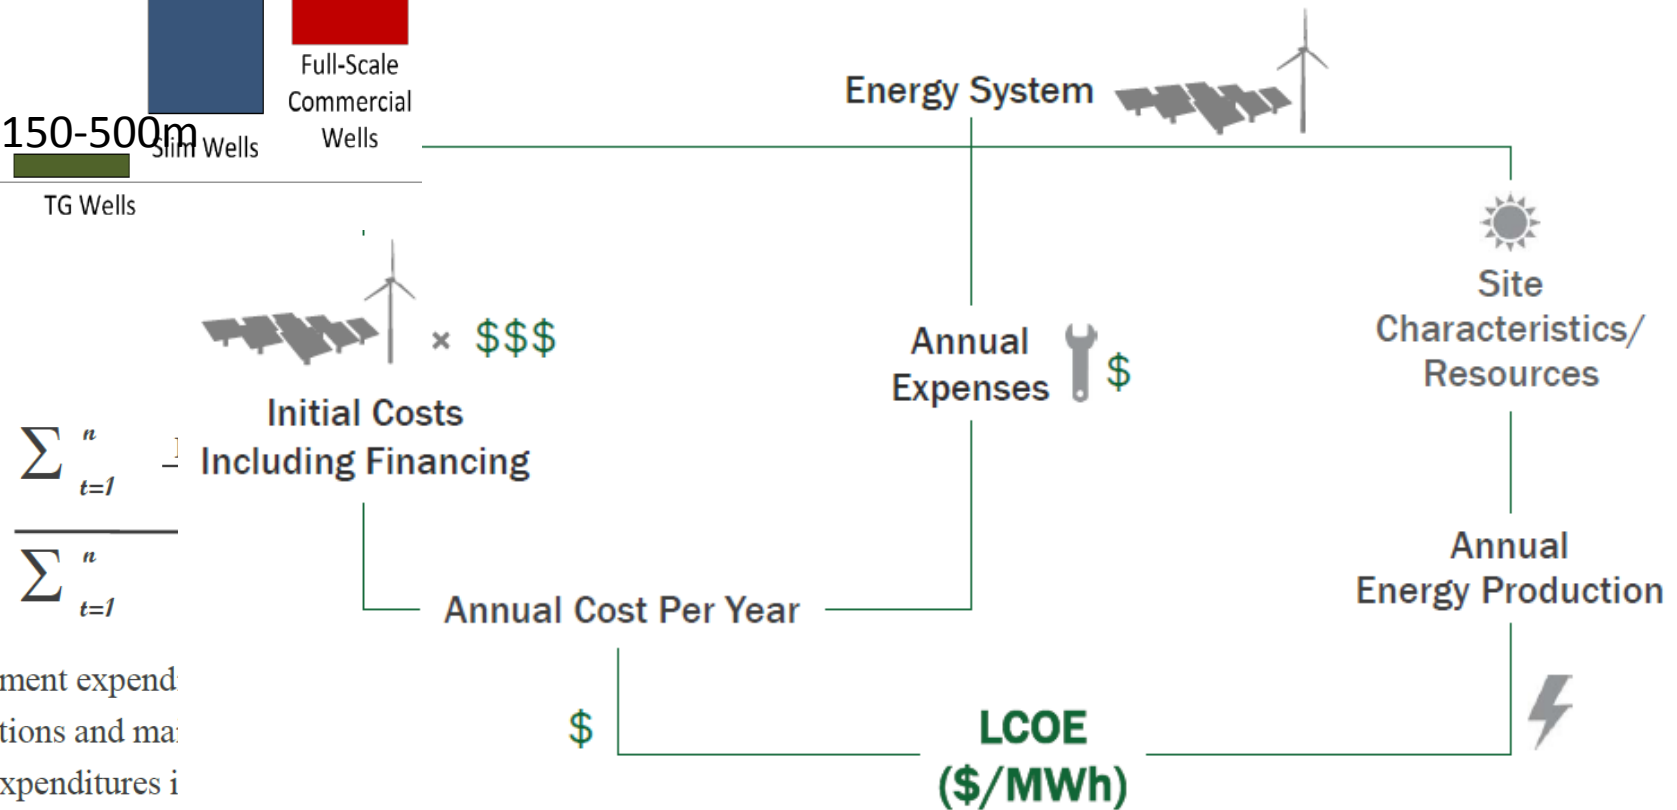 Full-Scale
Commercial
Wells
150-500m
Slim Wells
TG Wells
Energy System
Site
Characteristics/
Resources
× $$$
Initial Costs
Including Financing
Annual
Expenses
$
Annual
Energy Production
Annual Cost Per Year
$
LCOE
($/MWh)
∑ n
t=1
∑ n
t=1
ment expend
tions and ma
xpenditures i